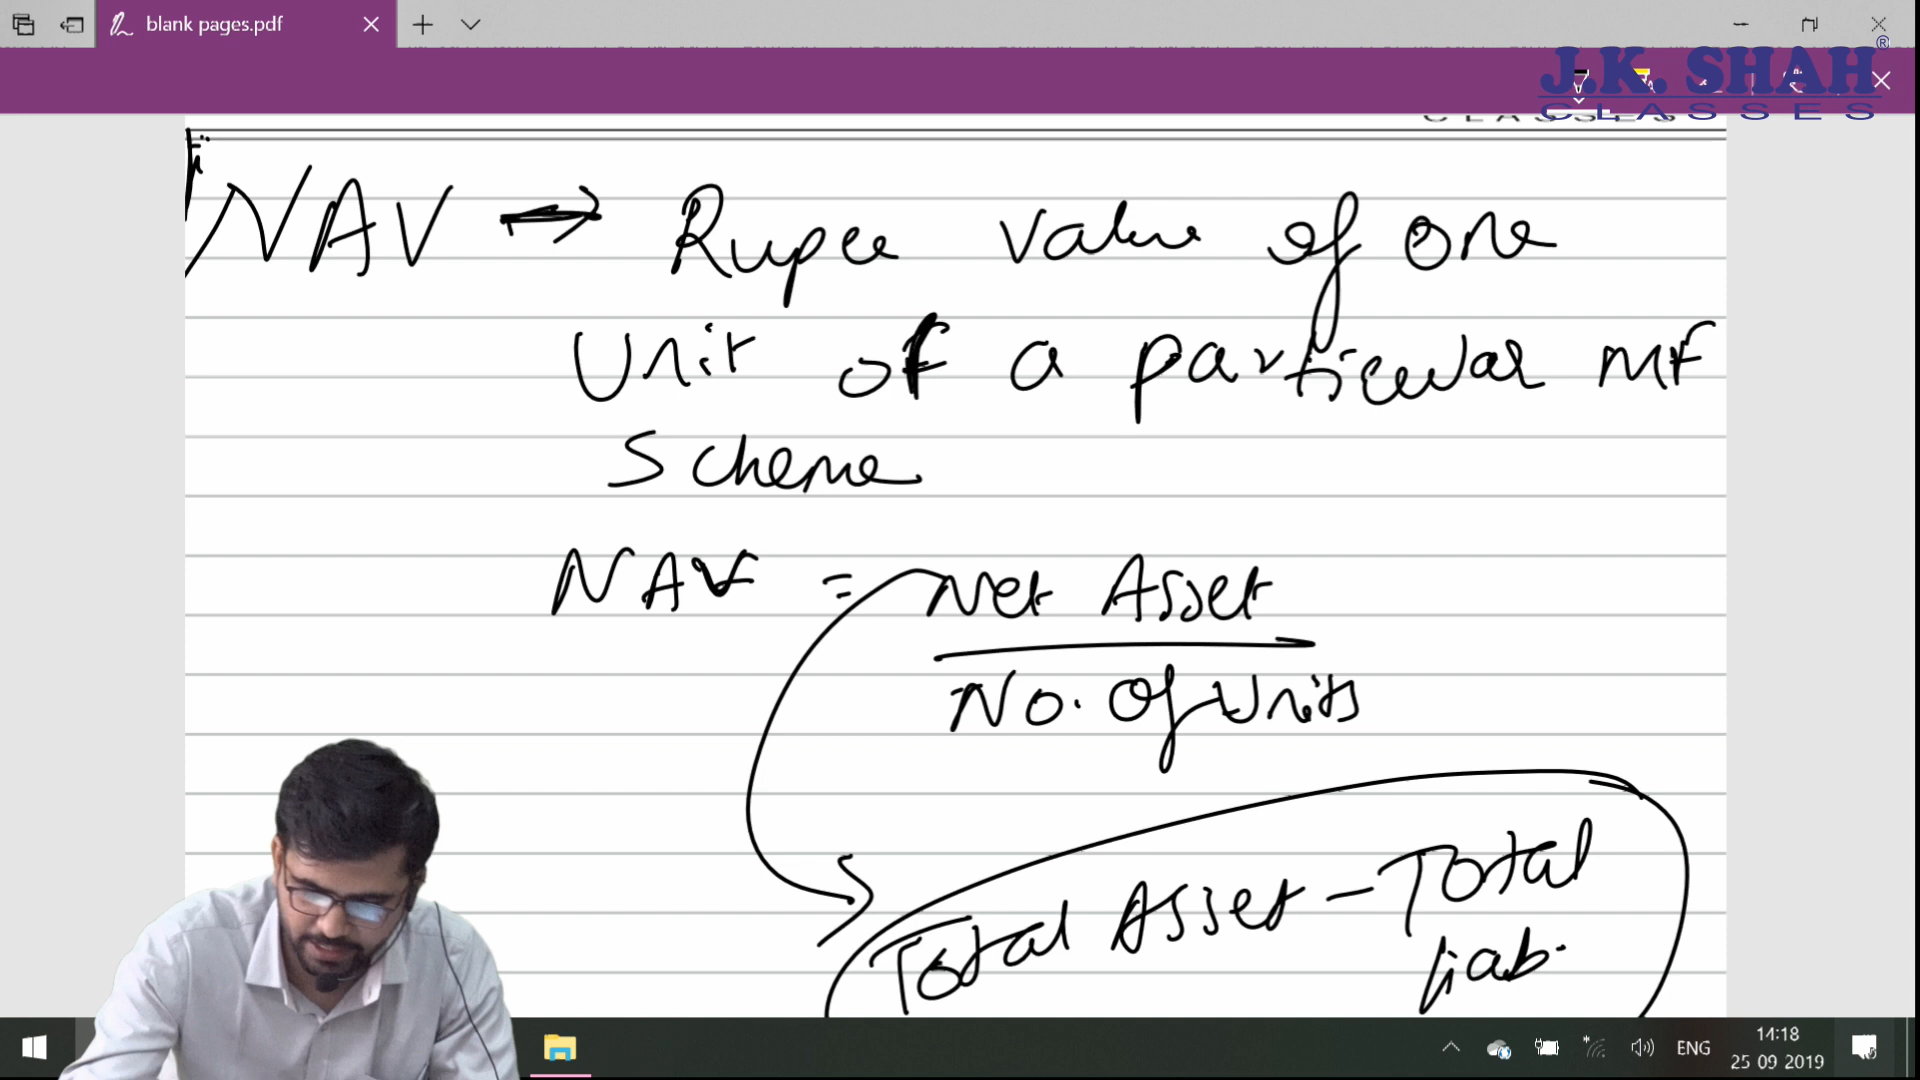 blank pages.pdf
J.K. SHAH®
CLASSES
NAV → Rupee value of one
Unit of a particular MF
Scheme
NAV = Net Asset
No. Of Units
Total Asset - Total
Liab.
ENG
14:18
25 09 2019